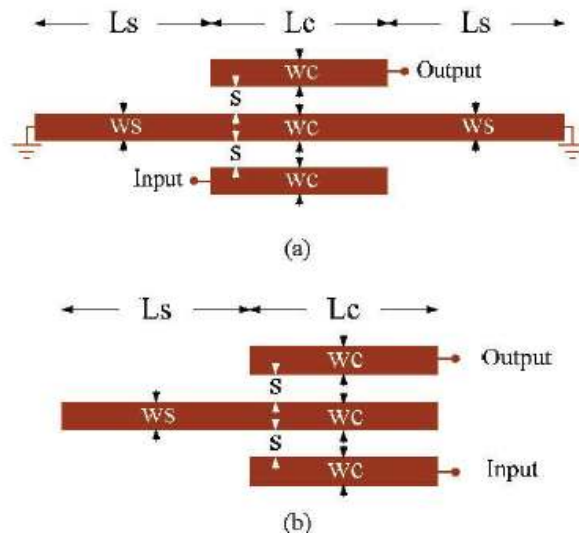 Ls Lc Ls
wc Output
s
ws wc ws
s
Input wc
(a)
Ls Lc
wc Output
s
ws wc
s
wc Input
(b)